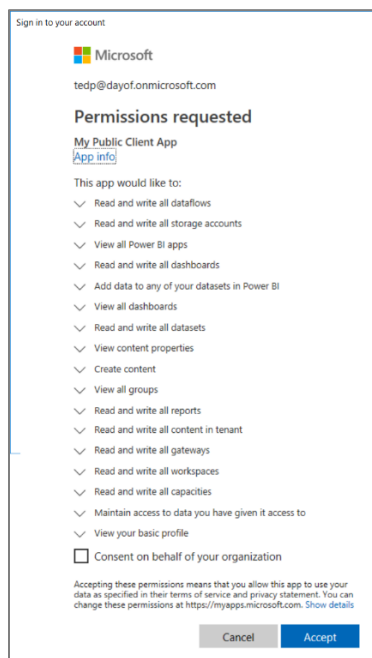 Sign in to your account
Microsoft
tedp@dayof.onmicrosoft.com
Permissions requested
My Public Client App
App info
This app would like to:
Read and write all dataflows
Read and write all storage accounts
View all Power BI apps
Read and write all dashboards
Add data to any of your datasets in Power BI
View all dashboards
Read and write all datasets
View content properties
Create content
View all groups
Read and write all reports
Read and write all content in tenant
Read and write all gateways
Read and write all workspaces
Read and write all capacities
Maintain access to data you have given it access to
View your basic profile
Consent on behalf of your organization
Accepting these permissions means that you allow this app to use your
data as specified in their terms of service and privacy statement. You can
change these permissions at https://myapps.microsoft.com. Show details
Cancel Accept